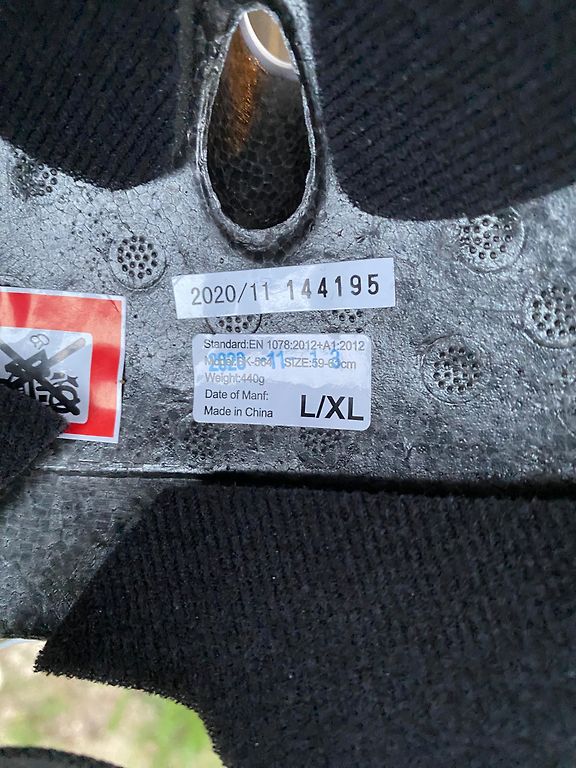 2020/11 144195
Standard:EN 1078:2012+A1:2012
2020 -11- 13
SIZE:59-63cm
Weight:440g
Date of Manf:
Made in China
L/XL